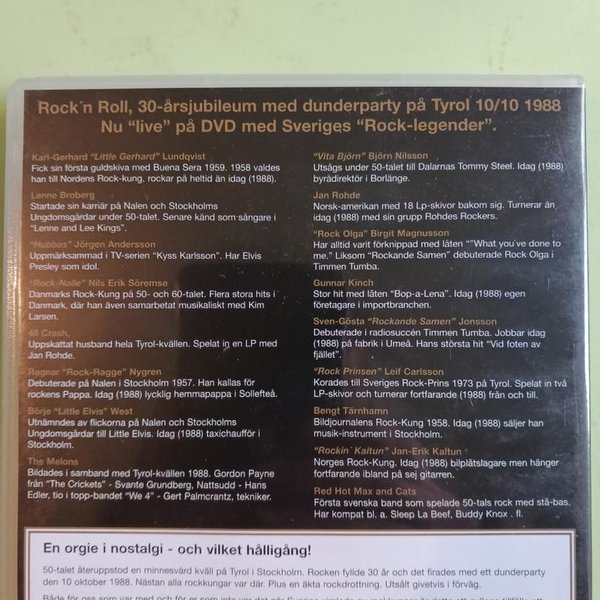 Rock´n Roll, 30-årsjubileum med dunderparty på Tyrol 10/10 1988
Nu “live” på DVD med Sveriges “Rock-legender”.
Karl-Gerhard “Little Gerhard” Lundqvist
Fick sin första guldskiva med Buena Sera 1959. 1958 valdes
han till Nordens Rock-kung, rockar på heltid än idag (1988).
Lenne Broberg
Startade sin karriär på Nalen och Stockholms
Ungdomsgårdar under 50-talet. Senare känd som sångare i
“Lenne and Lee Kings”.
“Hubbas” Jörgen Andersson
Uppmärksammad i TV-serien “Kyss Karlsson”. Har Elvis
Presley som idol.
“Rock-Nalle” Nils Erik Söremse
Danmarks Rock-Kung på 50- och 60-talet. Flera stora hits i
Danmark, där han även samarbetat musikaliskt med Kim
Larsen.
48 Crash,
Uppskattat husband hela Tyrol-kvällen. Spelat in en LP med
Jan Rohde.
Ragnar “Rock-Ragge” Nygren
Debuterade på Nalen i Stockholm 1957. Han kallas för
rockens Pappa. Idag (1988) lycklig hemmapappa i Sollefteå.
Börje “Little Elvis” West
Utnämndes av flickorna på Nalen och Stockholms
Ungdomsgårdar till Little Elvis. Idag (1988) taxichaufför i
Stockholm.
The Melons
Bildades i samband med Tyrol-kvällen 1988. Gordon Payne
från “The Crickets” - Svante Grundberg, Nattsudd - Hans
Edler, tio i topp-bandet “We 4” - Gert Palmcrantz, tekniker.
“Vita Björn” Björn Nilsson
Utsågs under 50-talet till Dalarnas Tommy Steel. Idag (1988)
byrådirektör i Borlänge.
Jan Rohde
Norsk-amerikan med 18 Lp-skivor bakom sig. Turnerar än
idag (1988) med sin grupp Rohdes Rockers.
“Rock Olga” Birgit Magnusson
Har alltid varit förknippad med låten “”What you've done to
me.” Liksom “Rockande Samen” debuterade Rock Olga i
Timmen Tumba.
Gunnar Kinch
Stor hit med låten “Bop-a-Lena”. Idag (1988) egen
företagare i importbranchen.
Sven-Gösta “Rockande Samen” Jonsson
Debuterade i radiosuccén Timmen Tumba. Jobbar idag
(1988) på fabrik i Umeå. Hans största hit “Vid foten av
fjället”.
“Rock Prinsen” Leif Carlsson
Korades till Sveriges Rock-Prins 1973 på Tyrol. Spelat in två
LP-skivor och turnerar fortfarande (1988) från och till.
Bengt Tärnhamn
Bildjournalens Rock-Kung 1958. Idag (1988) säljer han
musik-instrument i Stockholm.
“Rockin´ Kaltun” Jan-Erik Kaltun
Norges Rock-Kung. Idag (1988) bilplåtslagare men hänger
fortfarande ibland på sej gitarren.
Red Hot Max and Cats
Första svenska band som spelade 50-tals rock med stå-bas.
Har kompat bl. a. Sleep La Beef, Buddy Knox . fl.
En orgie i nostalgi - och vilket hålligång!
50-talet återuppstod en minnesvärd kväll på Tyrol i Stockholm. Rocken fyllde 30 år och det firades med ett dunderparty
den 10 oktober 1988. Nästan alla rockkungar var där. Plus en äkta rockdrottning. Utsålt givetvis i förväg.